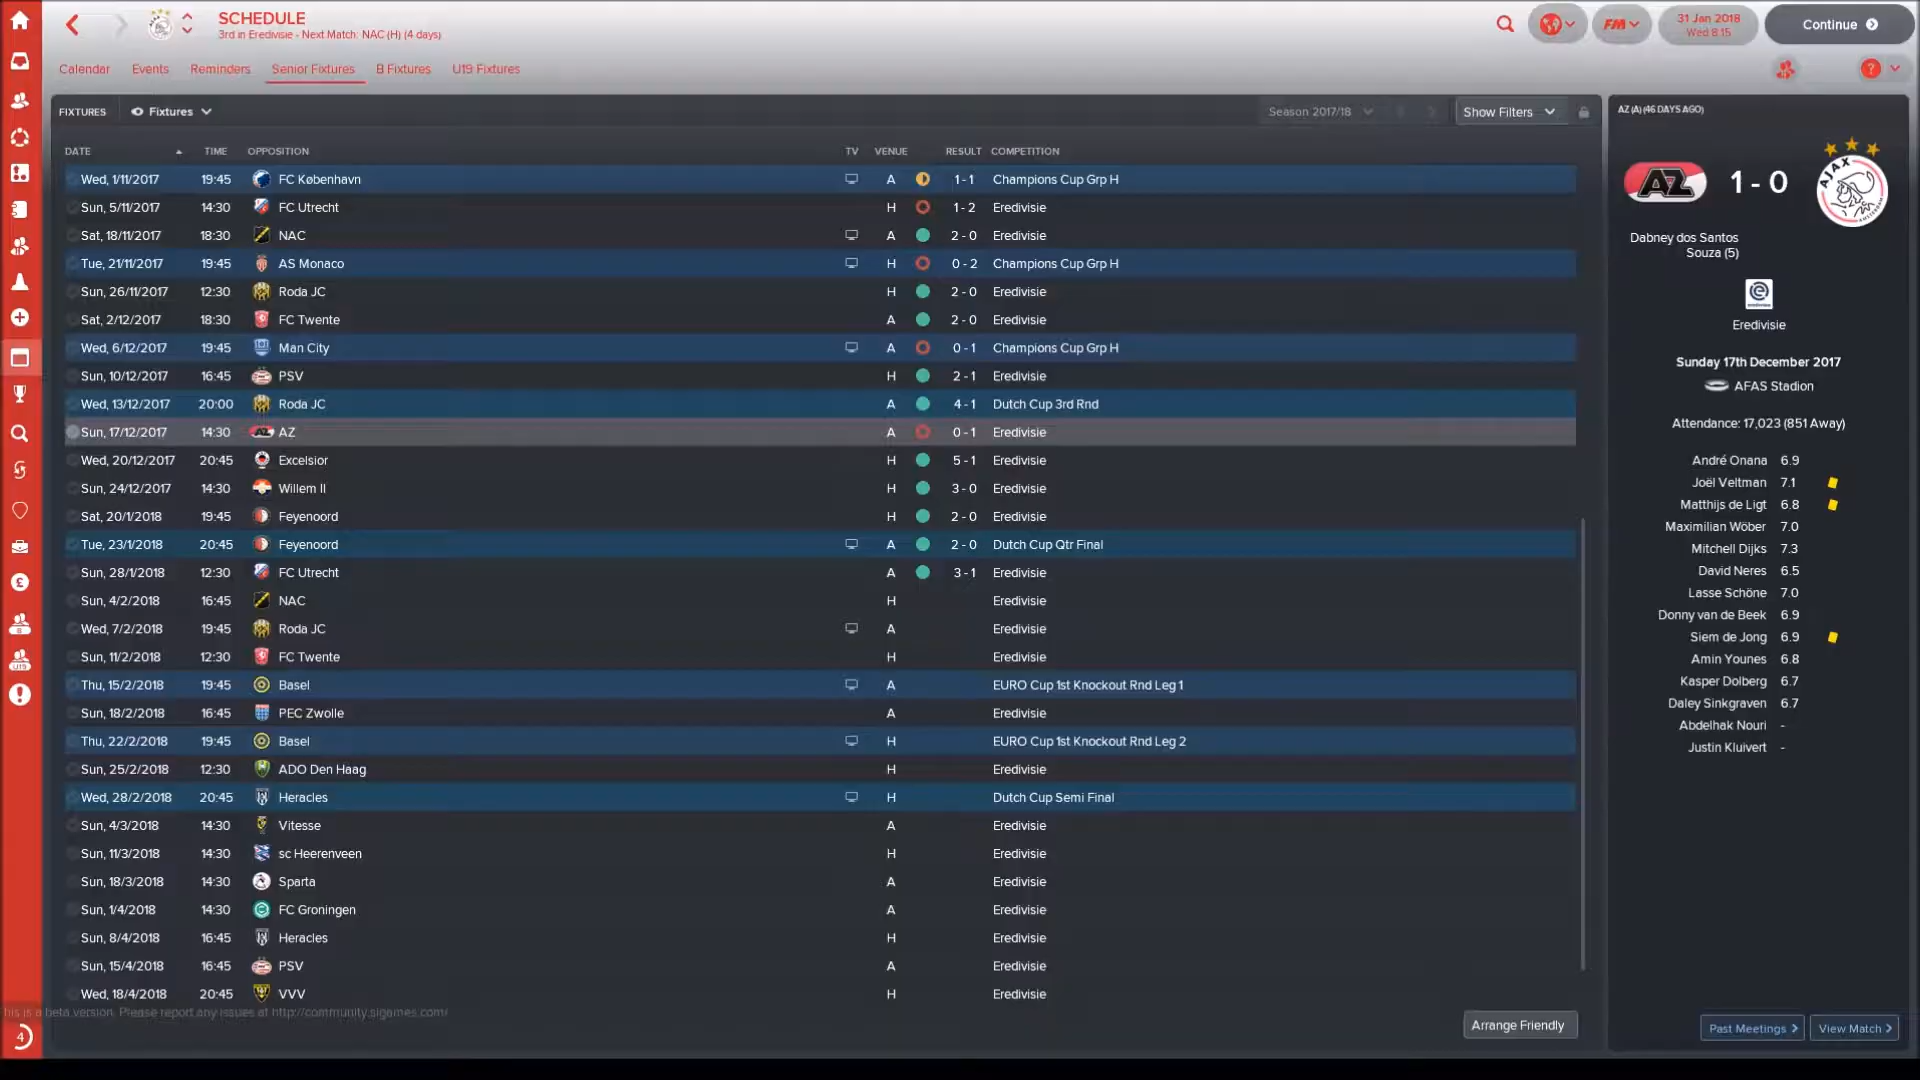 SCHEDULE
3rd in Eredivisie - Next Match: NAC (H) (4 days)
FM
31 Jan 2018
Wed 8:15
Continue
Calendar Events Reminders Senior Fixtures B Fixtures U19 Fixtures
?
FIXTURES Fixtures Season 2017/18 Show Filters
DATE TIME OPPOSITION TV VENUE RESULT COMPETITION
Wed, 1/11/2017 19:45 FC København A 1 - 1 Champions Cup Grp H
Sun, 5/11/2017 14:30 FC Utrecht H 1 - 2 Eredivisie
Sat, 18/11/2017 18:30 NAC A 2 - 0 Eredivisie
Tue, 21/11/2017 19:45 AS Monaco H 0 - 2 Champions Cup Grp H
Sun, 26/11/2017 12:30 Roda JC H 2 - 0 Eredivisie
Sat, 2/12/2017 18:30 FC Twente A 2 - 0 Eredivisie
Wed, 6/12/2017 19:45 Man City A 0 - 1 Champions Cup Grp H
Sun, 10/12/2017 16:45 PSV H 2 - 1 Eredivisie
Wed, 13/12/2017 20:00 Roda JC A 4 - 1 Dutch Cup 3rd Rnd
Sun, 17/12/2017 14:30 AZ A 0 - 1 Eredivisie
Wed, 20/12/2017 20:45 Excelsior H 5 - 1 Eredivisie
Sun, 24/12/2017 14:30 Willem II H 3 - 0 Eredivisie
Sat, 20/1/2018 19:45 Feyenoord H 2 - 0 Eredivisie
Tue, 23/1/2018 20:45 Feyenoord A 2 - 0 Dutch Cup Qtr Final
Sun, 28/1/2018 12:30 FC Utrecht A 3 - 1 Eredivisie
Sun, 4/2/2018 16:45 NAC H Eredivisie
Wed, 7/2/2018 19:45 Roda JC A Eredivisie
Sun, 11/2/2018 12:30 FC Twente H Eredivisie
Thu, 15/2/2018 19:45 Basel A EURO Cup 1st Knockout Rnd Leg 1
Sun, 18/2/2018 16:45 PEC Zwolle A Eredivisie
Thu, 22/2/2018 19:45 Basel H EURO Cup 1st Knockout Rnd Leg 2
Sun, 25/2/2018 12:30 ADO Den Haag H Eredivisie
Wed, 28/2/2018 20:45 Heracles H Dutch Cup Semi Final
Sun, 4/3/2018 14:30 Vitesse A Eredivisie
Sun, 11/3/2018 14:30 sc Heerenveen H Eredivisie
Sun, 18/3/2018 14:30 Sparta A Eredivisie
Sun, 1/4/2018 14:30 FC Groningen A Eredivisie
Sun, 8/4/2018 16:45 Heracles H Eredivisie
Sun, 15/4/2018 16:45 PSV A Eredivisie
Wed, 18/4/2018 20:45 VVV H Eredivisie
his is a beta version. Please report any issues at http://community.sigames.com/
4
Arrange Friendly
AZ (A) (46 DAYS AGO)
AZ 1 - 0 AJAX
Dabney dos Santos
Souza (5)
Eredivisie
Sunday 17th December 2017
AFAS Stadion
Attendance: 17,023 (851 Away)
André Onana 6.9
Joël Veltman 7.1
Matthijs de Ligt 6.8
Maximilian Wöber 7.0
Mitchell Dijks 7.3
David Neres 6.5
Lasse Schöne 7.0
Donny van de Beek 6.9
Siem de Jong 6.9
Amin Younes 6.8
Kasper Dolberg 6.7
Daley Sinkgraven 6.7
Abdelhak Nouri -
Justin Kluivert -
Past Meetings View Match